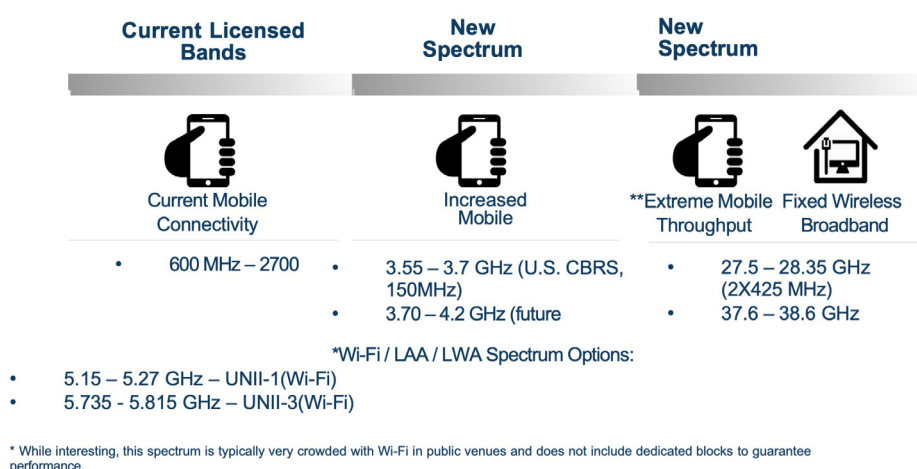 Current Licensed
Bands
New
Spectrum
New
Spectrum
Current Mobile
Connectivity
Increased
Mobile
**Extreme Mobile
Throughput
Fixed Wireless
Broadband
• 600 MHz – 2700
• 3.55 – 3.7 GHz (U.S. CBRS,
150MHz)
• 3.70 – 4.2 GHz (future
• 27.5 – 28.35 GHz
(2X425 MHz)
• 37.6 – 38.6 GHz
*Wi-Fi / LAA / LWA Spectrum Options:
• 5.15 – 5.27 GHz – UNII-1(Wi-Fi)
• 5.735 - 5.815 GHz – UNII-3(Wi-Fi)
* While interesting, this spectrum is typically very crowded with Wi-Fi in public venues and does not include dedicated blocks to guarantee
performance.